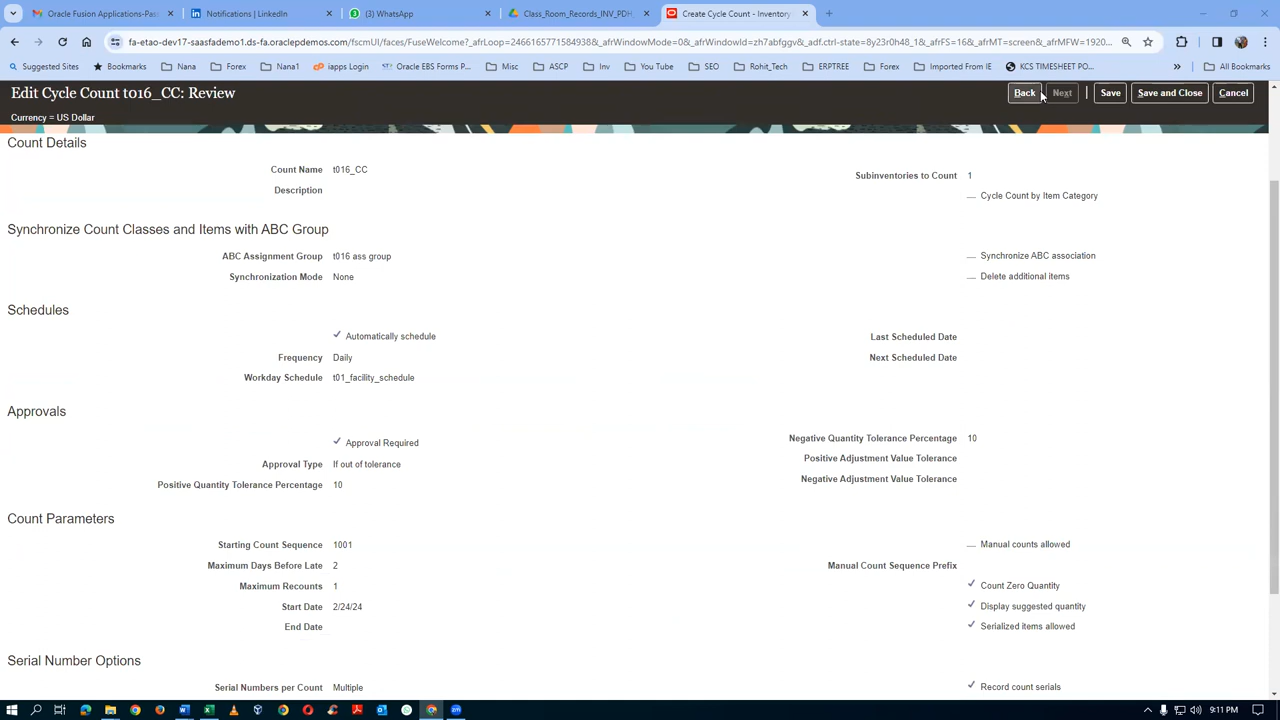 Oracle Fusion Applications-Pas
Notifications | LinkedIn
(3) WhatsApp
Class_Room_Records_INV_PDH_
Create Cycle Count - Inventory
fa-etao-dev17-saasfademo1.ds-fa.oraclepdemos.com/fscmUI/faces/FuseWelcome?_afrLoop=2466165771584938&_afrWindowMode=0&_afrWindowId=zh7abfggv&_adf.ctrl-state=8y23r0h48_1&_afrFS=16&_afrMT=screen&_afrMFW=1920...
Suggested Sites Bookmarks Nana Forex Nana1 iapps Login Oracle EBS Forms P... Misc ASCP Inv You Tube SEO Rohit_Tech ERPTREE Forex Imported From IE KCS TIMESHEET PO... » All Bookmarks
Edit Cycle Count t016_CC: Review
Back Next Save Save and Close Cancel
Currency = US Dollar
Count Details
Count Name t016_CC
Subinventories to Count 1
Description
Cycle Count by Item Category
Synchronize Count Classes and Items with ABC Group
ABC Assignment Group t016 ass group
Synchronize ABC association
Synchronization Mode None
Delete additional items
Schedules
Automatically schedule
Last Scheduled Date
Frequency Daily
Next Scheduled Date
Workday Schedule t01_facility_schedule
Approvals
Approval Required
Negative Quantity Tolerance Percentage 10
Approval Type If out of tolerance
Positive Adjustment Value Tolerance
Positive Quantity Tolerance Percentage 10
Negative Adjustment Value Tolerance
Count Parameters
Starting Count Sequence 1001
Manual counts allowed
Maximum Days Before Late 2
Manual Count Sequence Prefix
Maximum Recounts 1
Count Zero Quantity
Start Date 2/24/24
Display suggested quantity
End Date
Serialized items allowed
Serial Number Options
Serial Numbers per Count Multiple
Record count serials
9:11 PM